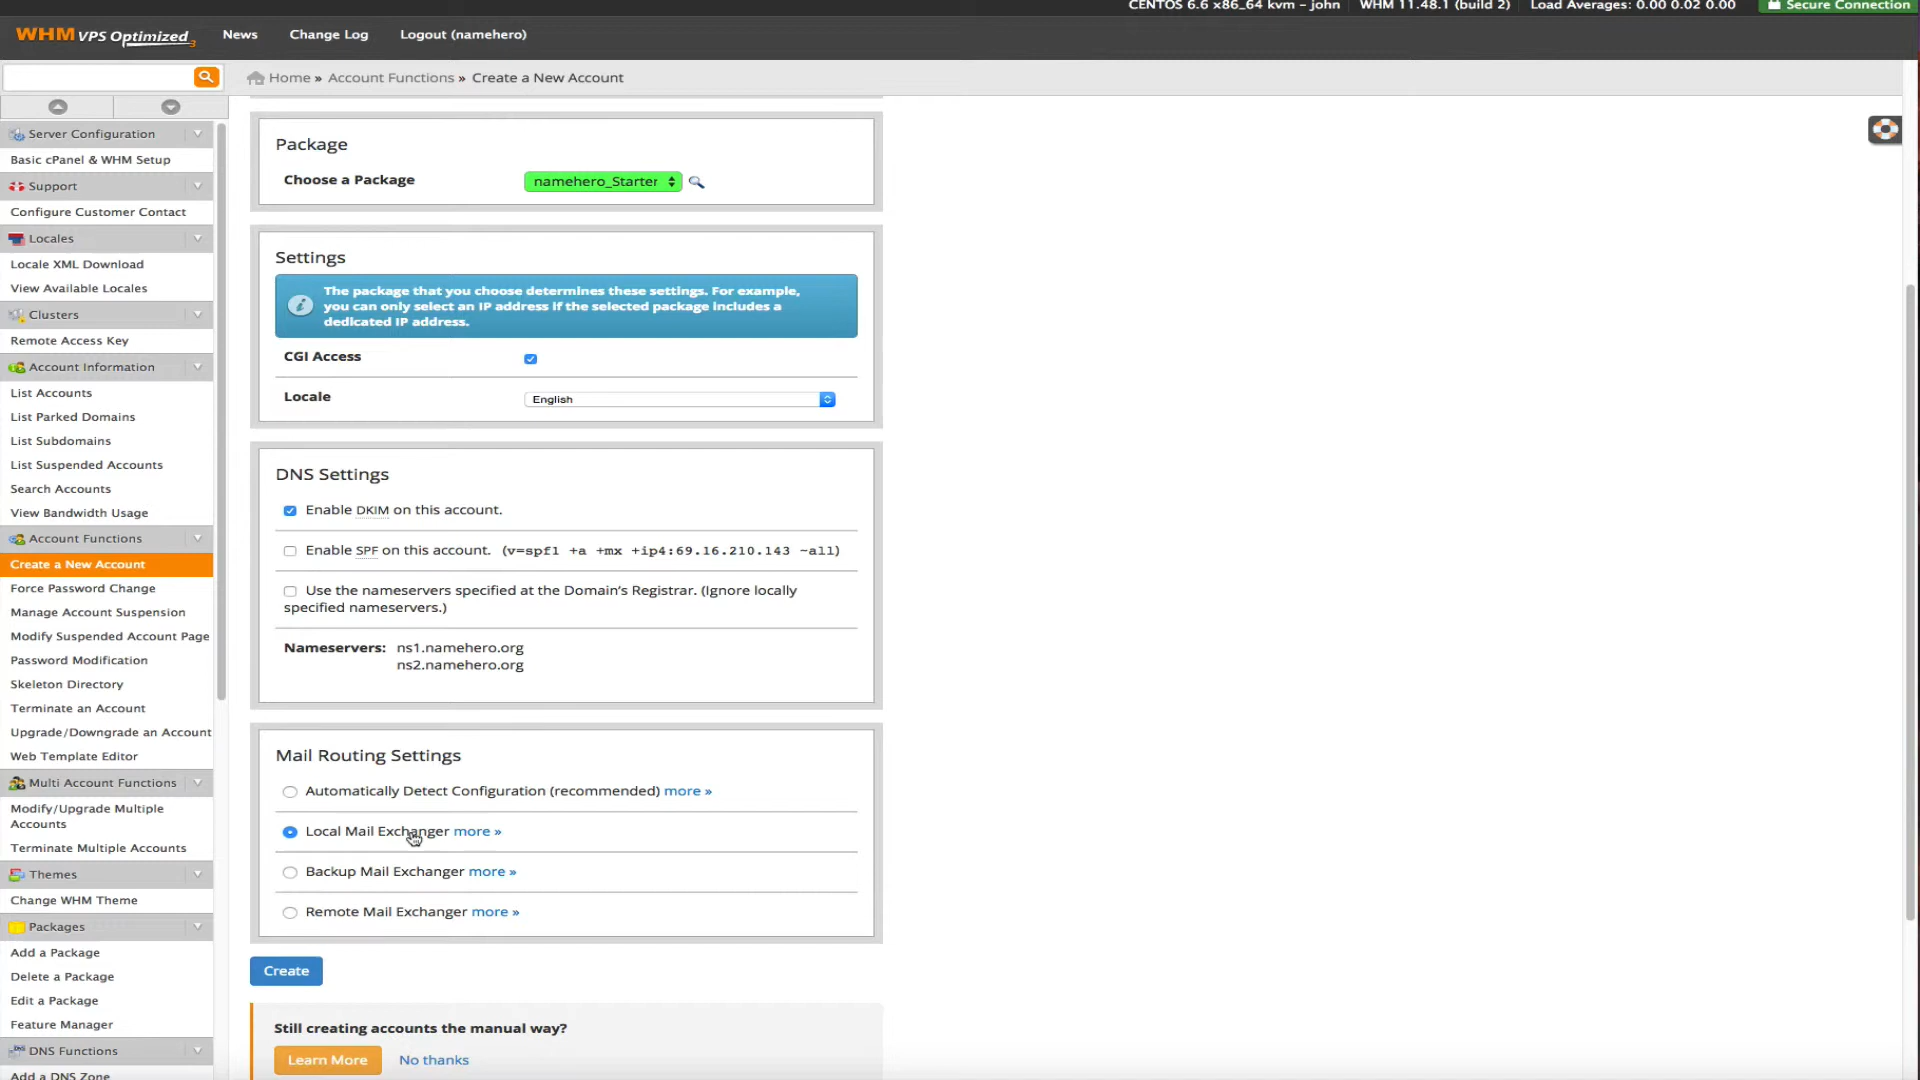 CENTOS 6.6 x86_64 kvm – john WHM 11.48.1 (build 2) Load Averages: 0.00 0.02 0.00 Secure Connection
WHM VPS Optimized 3 News Change Log Logout (namehero)
Home » Account Functions » Create a New Account
Server Configuration
Basic cPanel & WHM Setup
Support
Configure Customer Contact
Locales
Locale XML Download
View Available Locales
Clusters
Remote Access Key
Account Information
List Accounts
List Parked Domains
List Subdomains
List Suspended Accounts
Search Accounts
View Bandwidth Usage
Account Functions
Create a New Account
Force Password Change
Manage Account Suspension
Modify Suspended Account Page
Password Modification
Skeleton Directory
Terminate an Account
Upgrade/Downgrade an Account
Web Template Editor
Multi Account Functions
Modify/Upgrade Multiple
Accounts
Terminate Multiple Accounts
Themes
Change WHM Theme
Packages
Add a Package
Delete a Package
Edit a Package
Feature Manager
DNS Functions
Add a DNS Zone
Package
Choose a Package namehero_Starter
Settings
The package that you choose determines these settings. For example,
you can only select an IP address if the selected package includes a
dedicated IP address.
CGI Access
Locale English
DNS Settings
Enable DKIM on this account.
Enable SPF on this account. (v=spf1 +a +mx +ip4:69.16.210.143 ~all)
Use the nameservers specified at the Domain’s Registrar. (Ignore locally
specified nameservers.)
Nameservers: ns1.namehero.org
ns2.namehero.org
Mail Routing Settings
Automatically Detect Configuration (recommended) more »
Local Mail Exchanger more »
Backup Mail Exchanger more »
Remote Mail Exchanger more »
Create
Still creating accounts the manual way?
Learn More No thanks